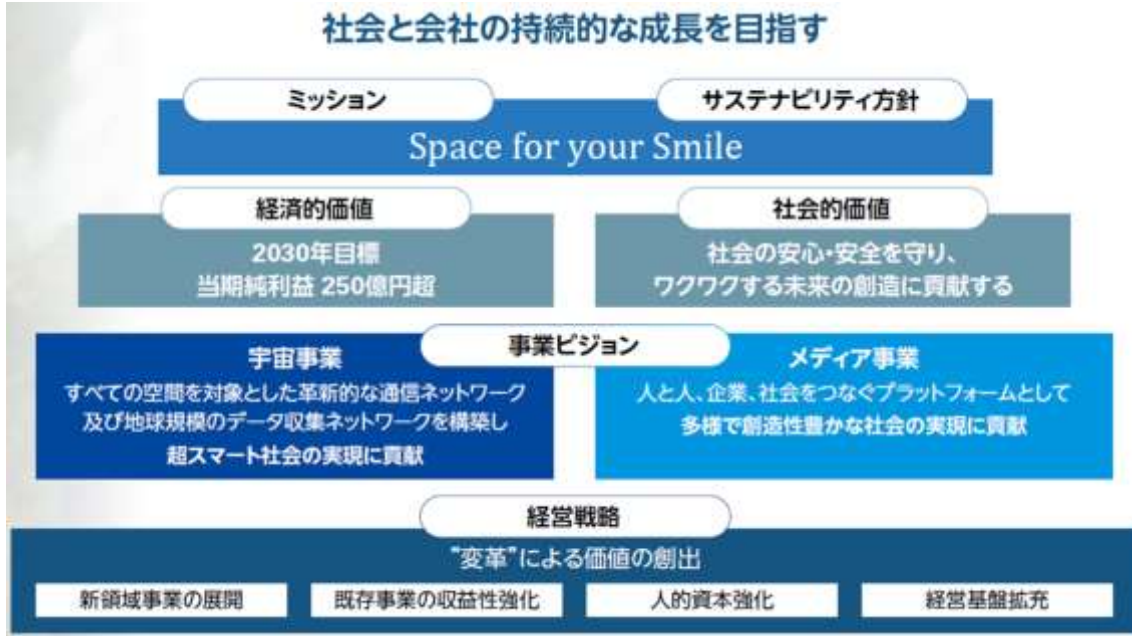 社会と会社の持続的な成長を目指す
ミッション
サステナビリティ方針
Space for your Smile
経済的価値
2030年目標
当期純利益 250億円超
社会的価値
社会の安心・安全を守り、
ワクワクする未来の創造に貢献する
事業ビジョン
宇宙事業
すべての空間を対象とした革新的な通信ネットワーク
及び地球規模のデータ収集ネットワークを構築し
超スマート社会の実現に貢献
メディア事業
人と人、企業、社会をつなぐプラットフォームとして
多様で創造性豊かな社会の実現に貢献
経営戦略
“変革”による価値の創出
新領域事業の展開
既存事業の収益性強化
人的資本強化
経営基盤拡充